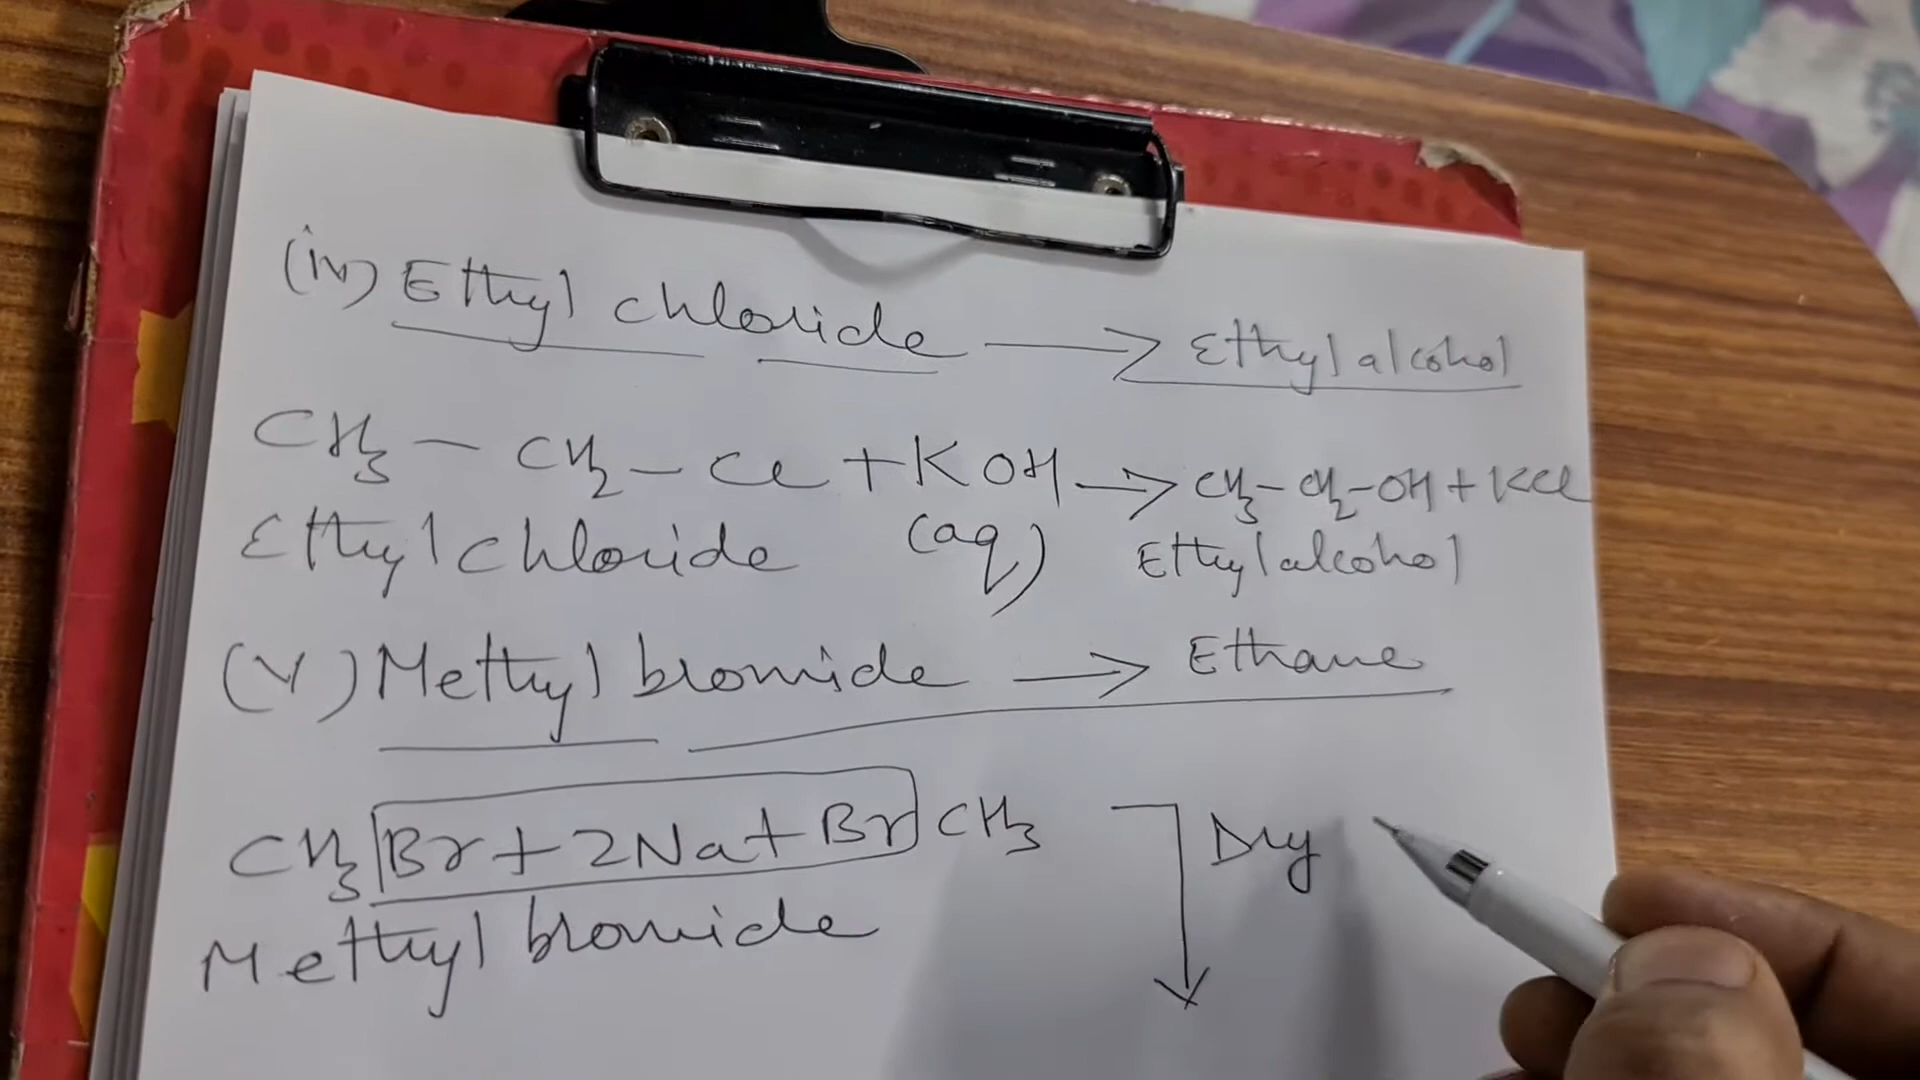 (iv) Ethyl chloride → Ethyl alcohol
CH₃ – CH₂ – Cl + KOH → CH₃ – CH₂ – OH + KCl
Ethyl chloride (aq) Ethyl alcohol
(V) Methyl bromide → Ethane
CH₃ Br + 2Na + Br CH₃ Dry
Methyl bromide